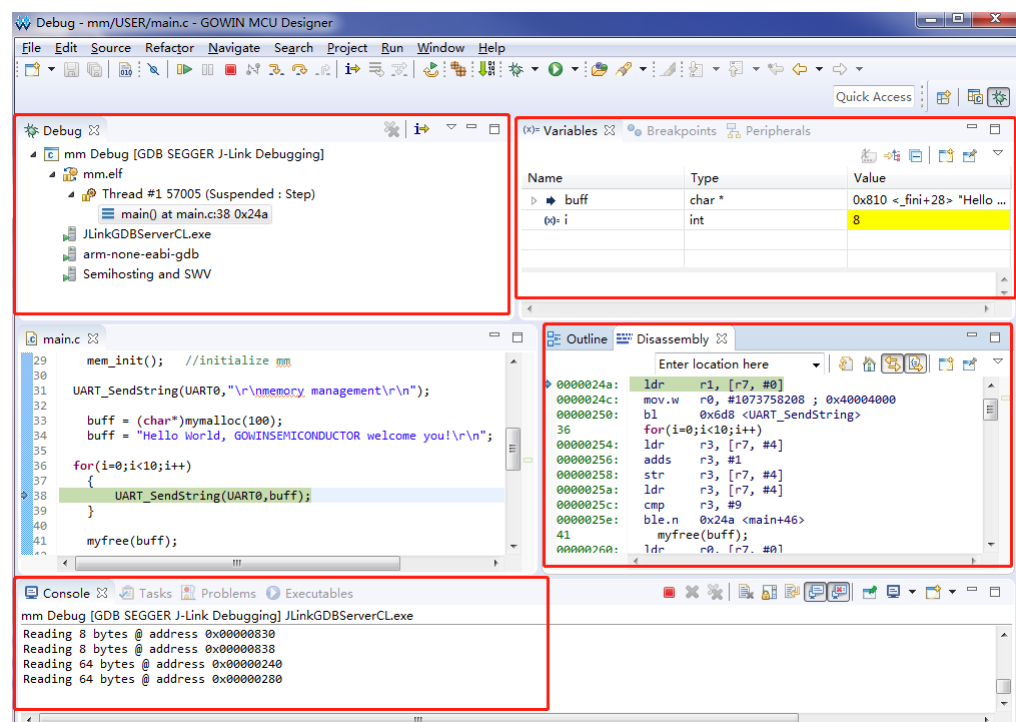 Debug - mm/USER/main.c - GOWIN MCU Designer
File Edit Source Refactor Navigate Search Project Run Window Help
Quick Access
Debug
mm Debug [GDB SEGGER J-Link Debugging]
mm.elf
Thread #1 57005 (Suspended : Step)
main() at main.c:38 0x24a
JLinkGDBServerCL.exe
arm-none-eabi-gdb
Semihosting and SWV
(x)= Variables Breakpoints Peripherals
Name Type Value
buff char * 0x810 <_fini+28> "Hello ...
(x)= i int 8
main.c
29 mem_init(); //initialize mm
30
31 UART_SendString(UART0,"\r\nmemory management\r\n");
32
33 buff = (char*)mymalloc(100);
34 buff = "Hello World, GOWINSEMICONDUCTOR welcome you!\r\n";
35
36 for(i=0;i<10;i++)
37 {
38 UART_SendString(UART0,buff);
39 }
40
41 myfree(buff);
Outline Disassembly
Enter location here
0000024a: ldr r1, [r7, #0]
0000024c: mov.w r0, #1073758208 ; 0x40004000
00000250: bl 0x6d8 <UART_SendString>
36 for(i=0;i<10;i++)
00000254: ldr r3, [r7, #4]
00000256: adds r3, #1
00000258: str r3, [r7, #4]
0000025a: ldr r3, [r7, #4]
0000025c: cmp r3, #9
0000025e: ble.n 0x24a <main+46>
41 myfree(buff);
00000260: ldr r0, [r7, #0]
Console Tasks Problems Executables
mm Debug [GDB SEGGER J-Link Debugging] JLinkGDBServerCL.exe
Reading 8 bytes @ address 0x00000830
Reading 8 bytes @ address 0x00000838
Reading 64 bytes @ address 0x00000240
Reading 64 bytes @ address 0x00000280